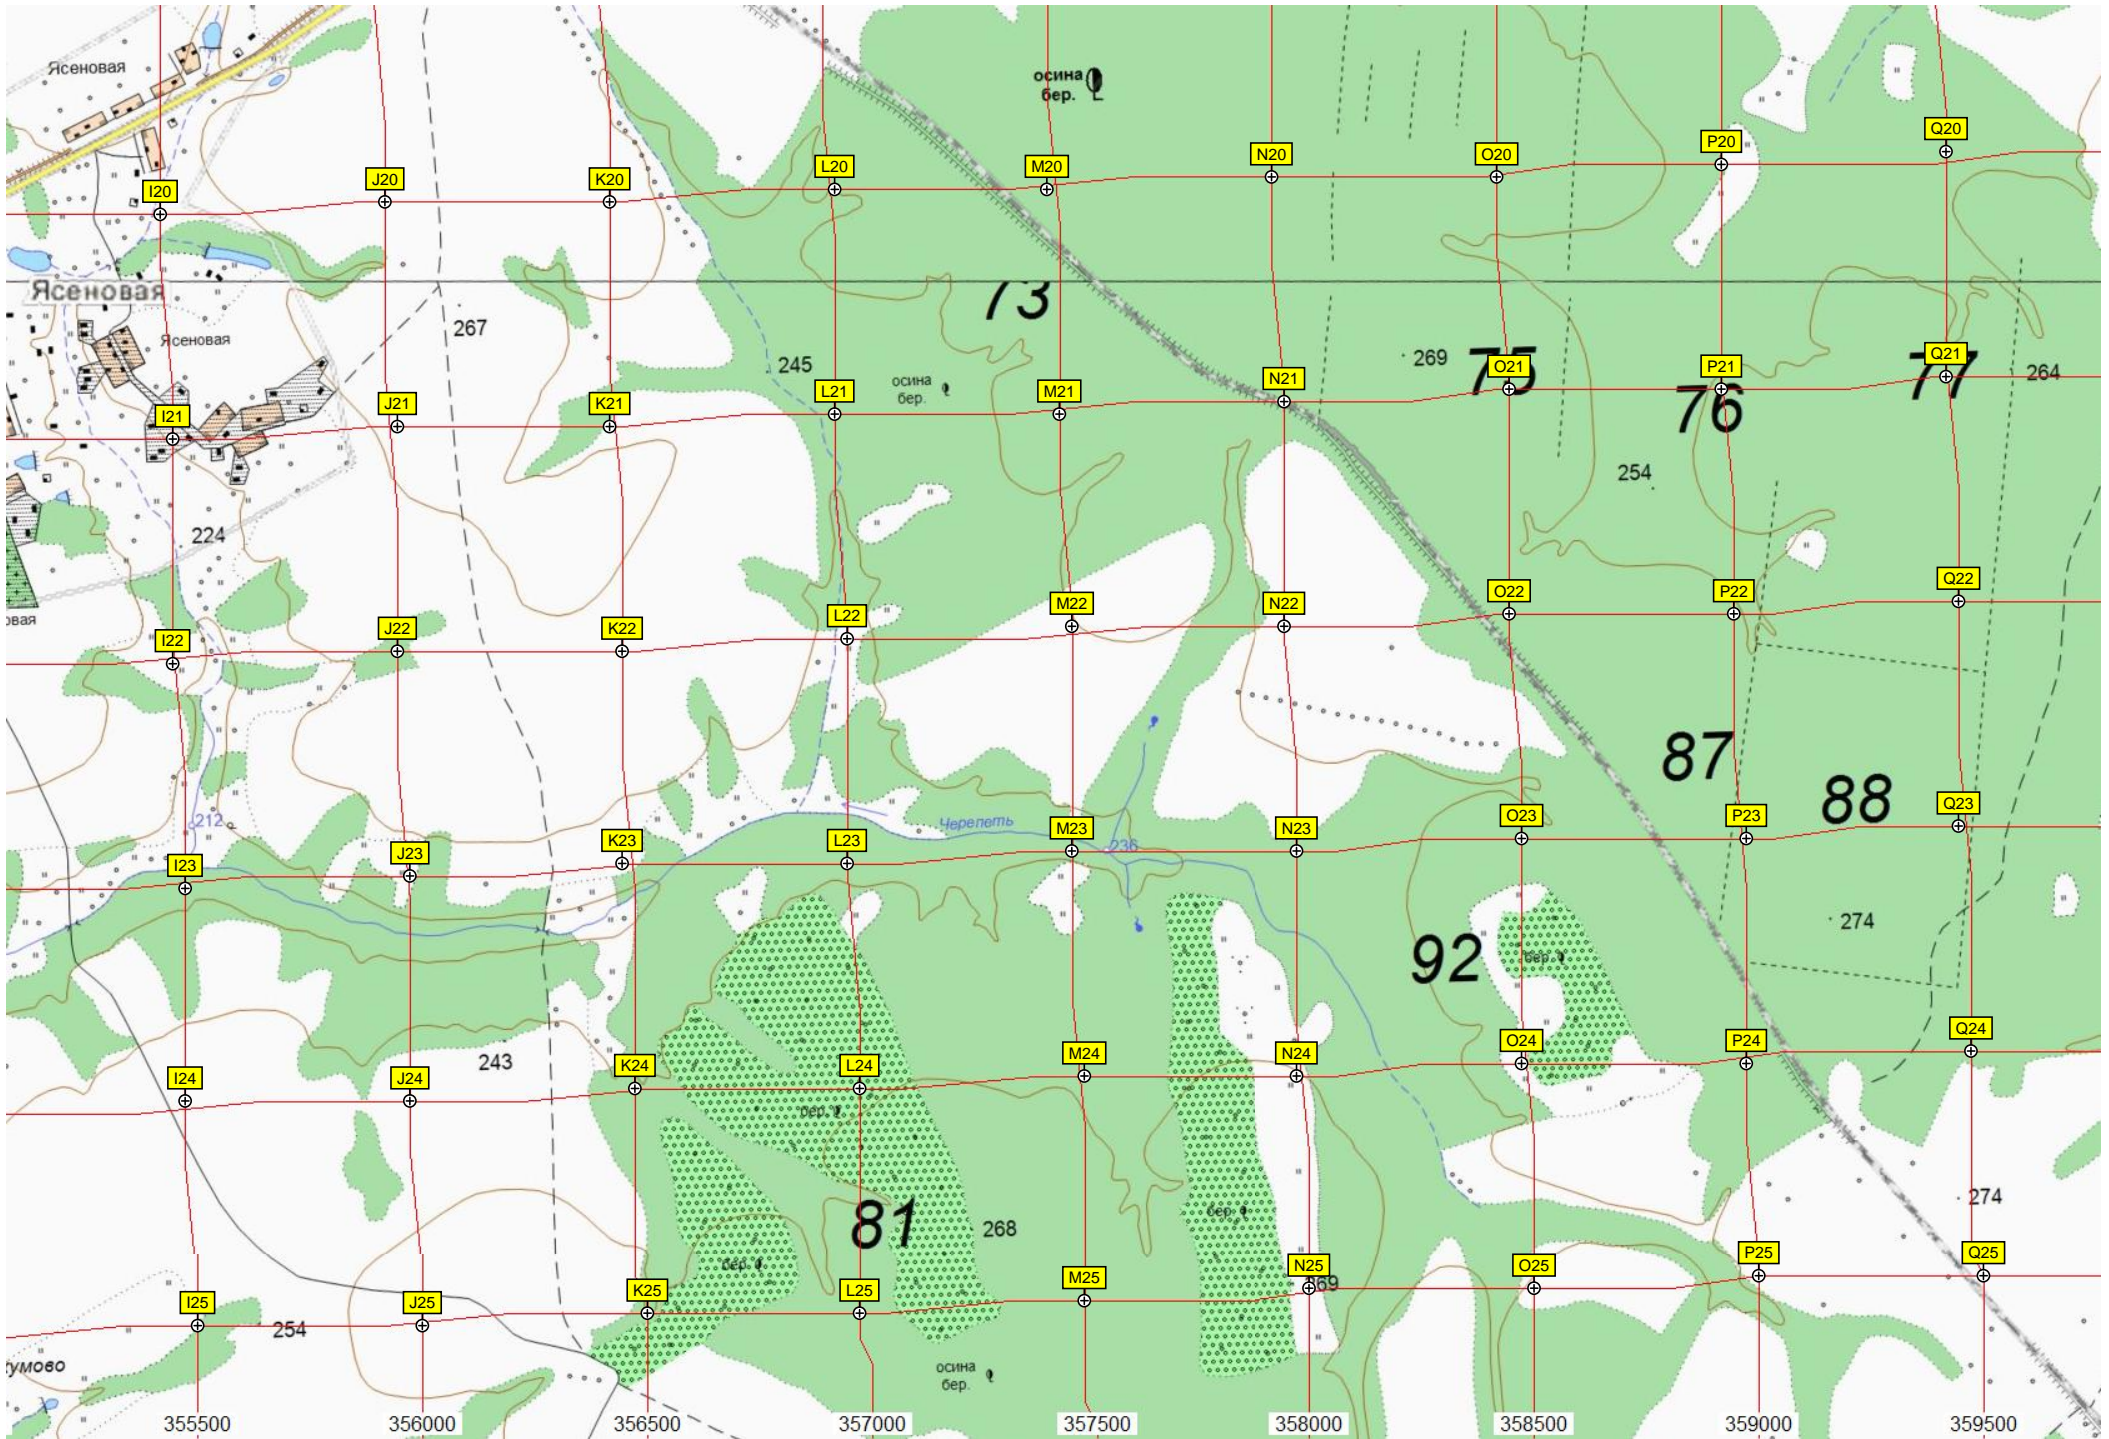 Ясеновая
осина
бер.
Q20
P20
O20
N20
M20
L20
K20
J20
I20
Ясеновая
73
267
Ясеновая
245
осина
бер.
269
75
76
77
264
Q21
P21
O21
N21
M21
L21
K21
J21
I21
254
224
овая
Q22
P22
O22
N22
M22
L22
K22
J22
I22
87
88
212
Черепеть
236
Q23
P23
O23
N23
M23
L23
K23
J23
I23
92
274
бер.
243
Q24
P24
O24
N24
M24
L24
K24
J24
I24
бер.
81
268
бер.
274
бер.
Q25
P25
O25
N25
269
M25
L25
K25
J25
I25
254
умово
осина
бер.
355500
356000
356500
357000
357500
358000
358500
359000
359500